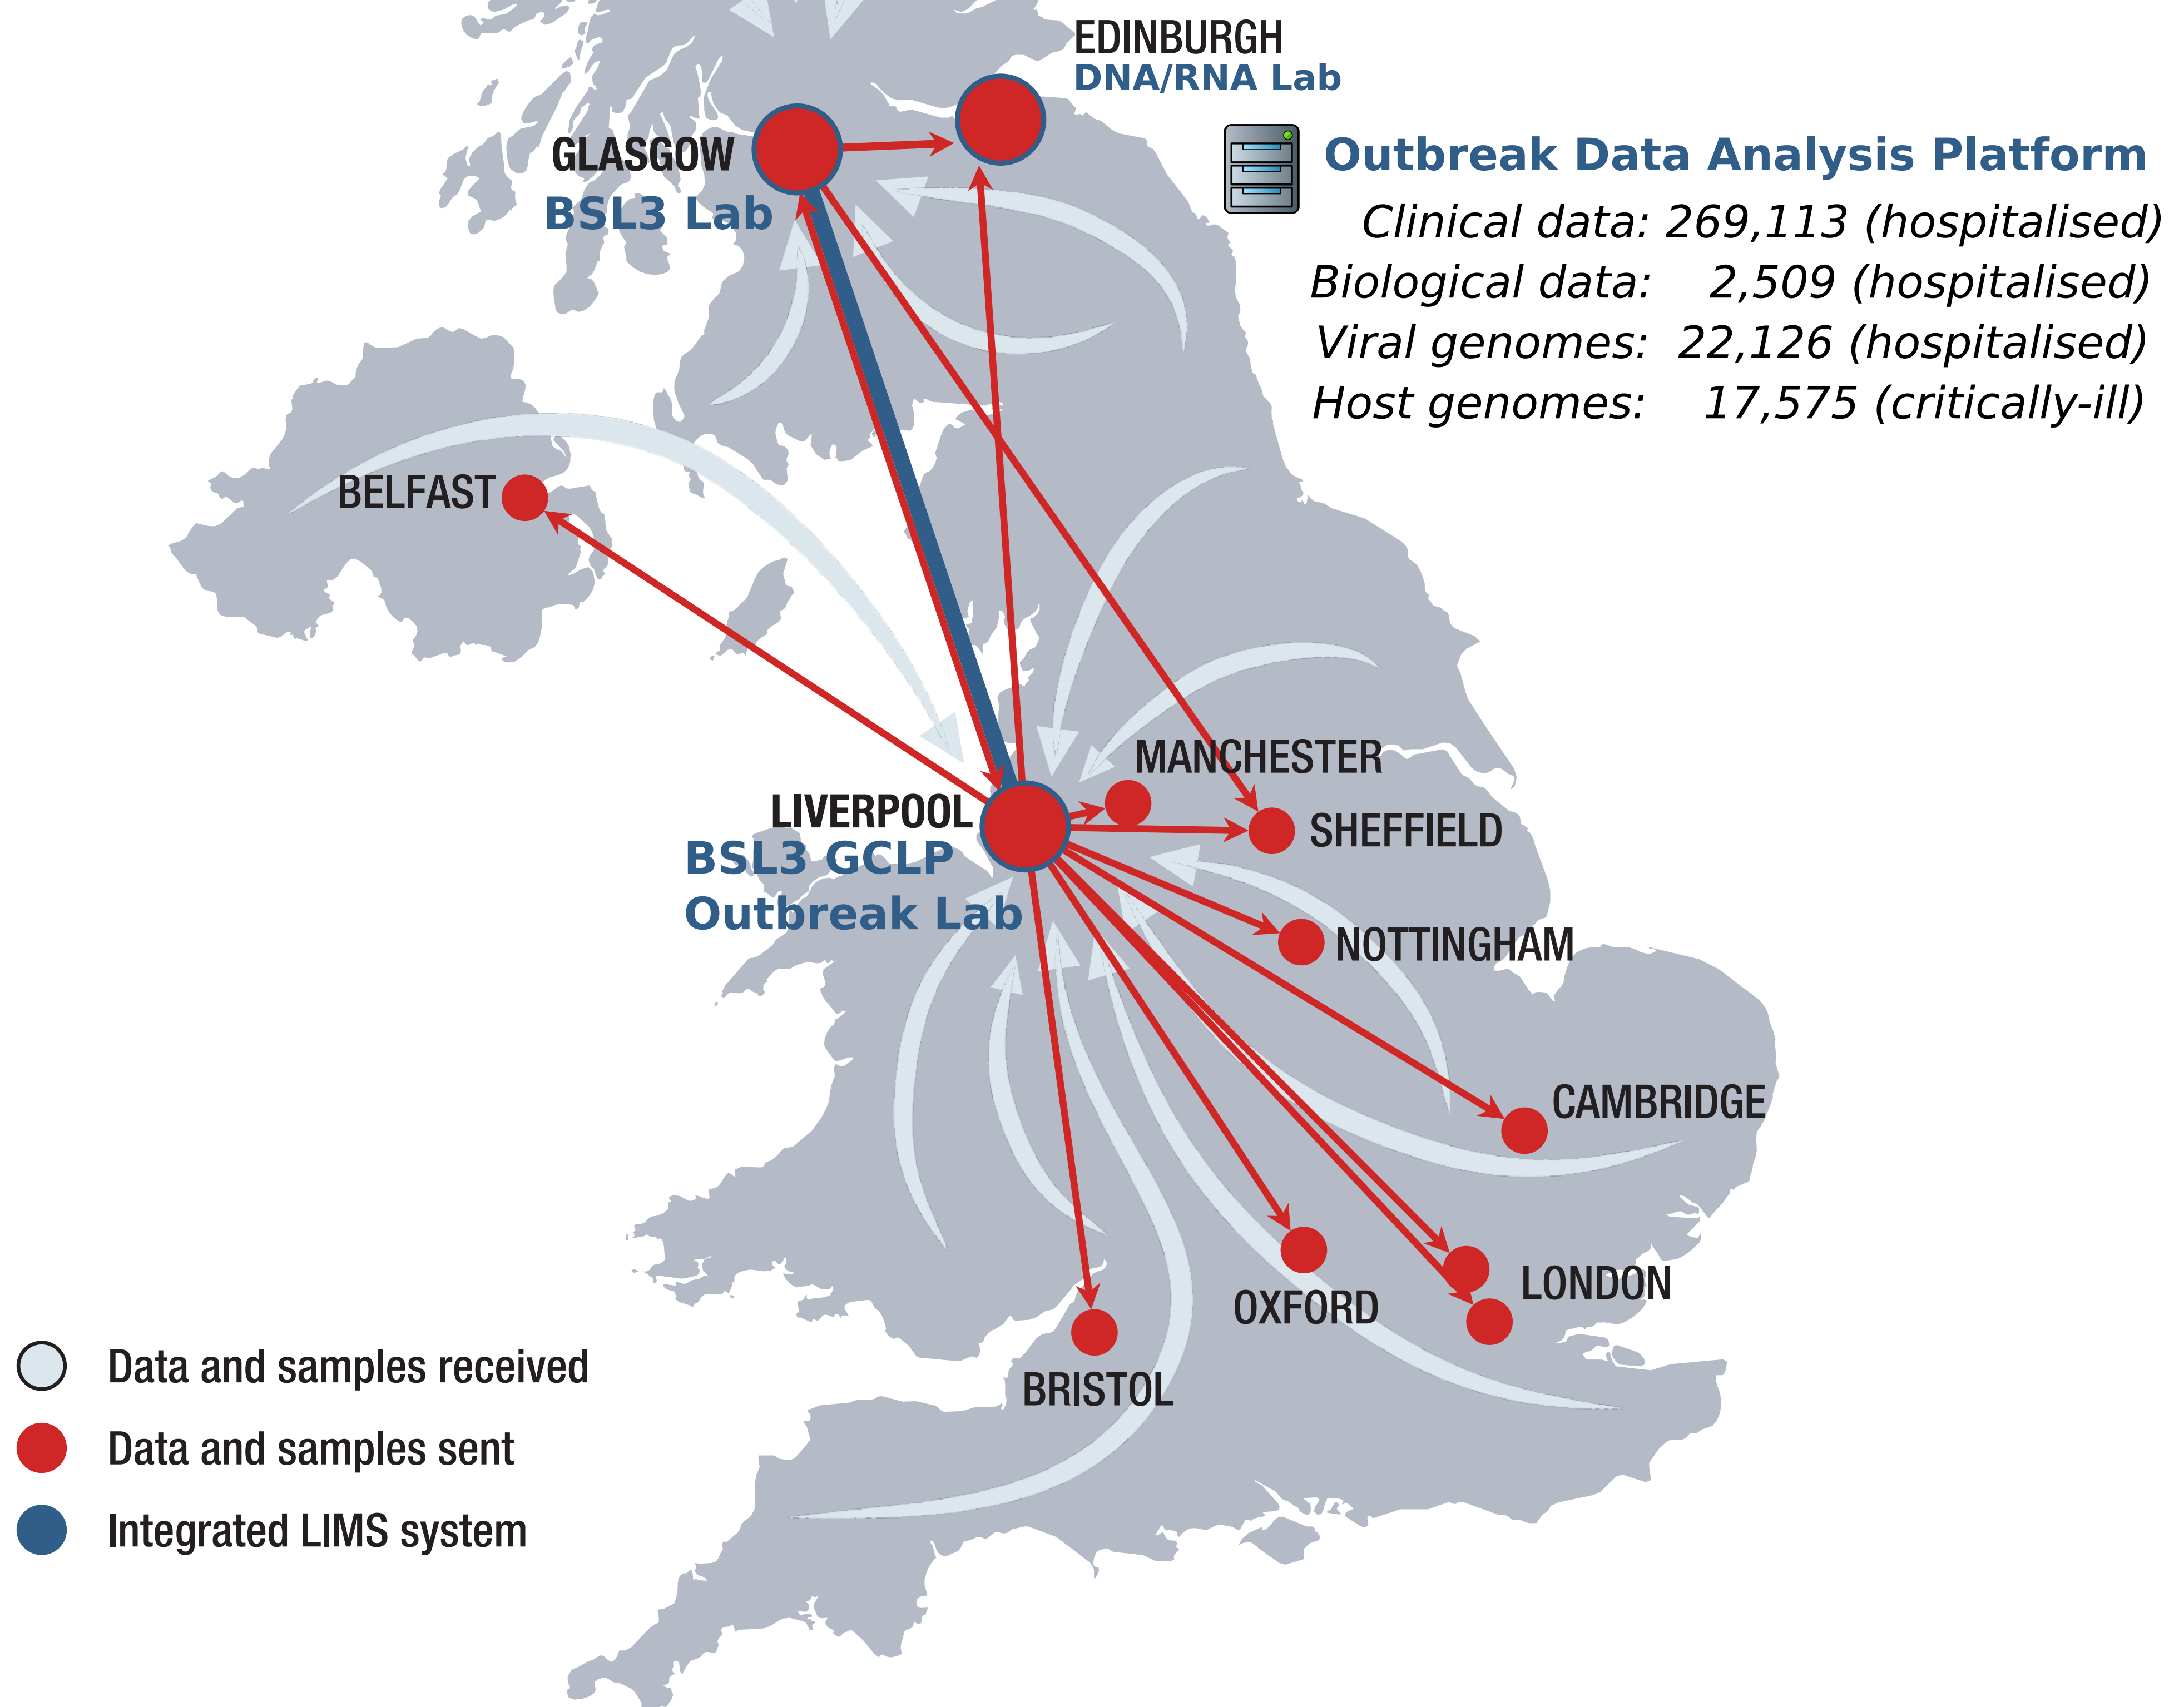 EDINBURGH
DNA/RNA Lab
GLASGOW
BSL3 Lab
Outbreak Data Analysis Platform
Clinical data: 269,113 (hospitalised)
Biological data: 2,509 (hospitalised)
Viral genomes: 22,126 (hospitalised)
Host genomes: 17,575 (critically-ill)
BELFAST
MANCHESTER
LIVERPOOL
BSL3 GCLP
Outbreak Lab
SHEFFIELD
NOTTINGHAM
CAMBRIDGE
LONDON
OXFORD
BRISTOL
Data and samples received
Data and samples sent
Integrated LIMS system